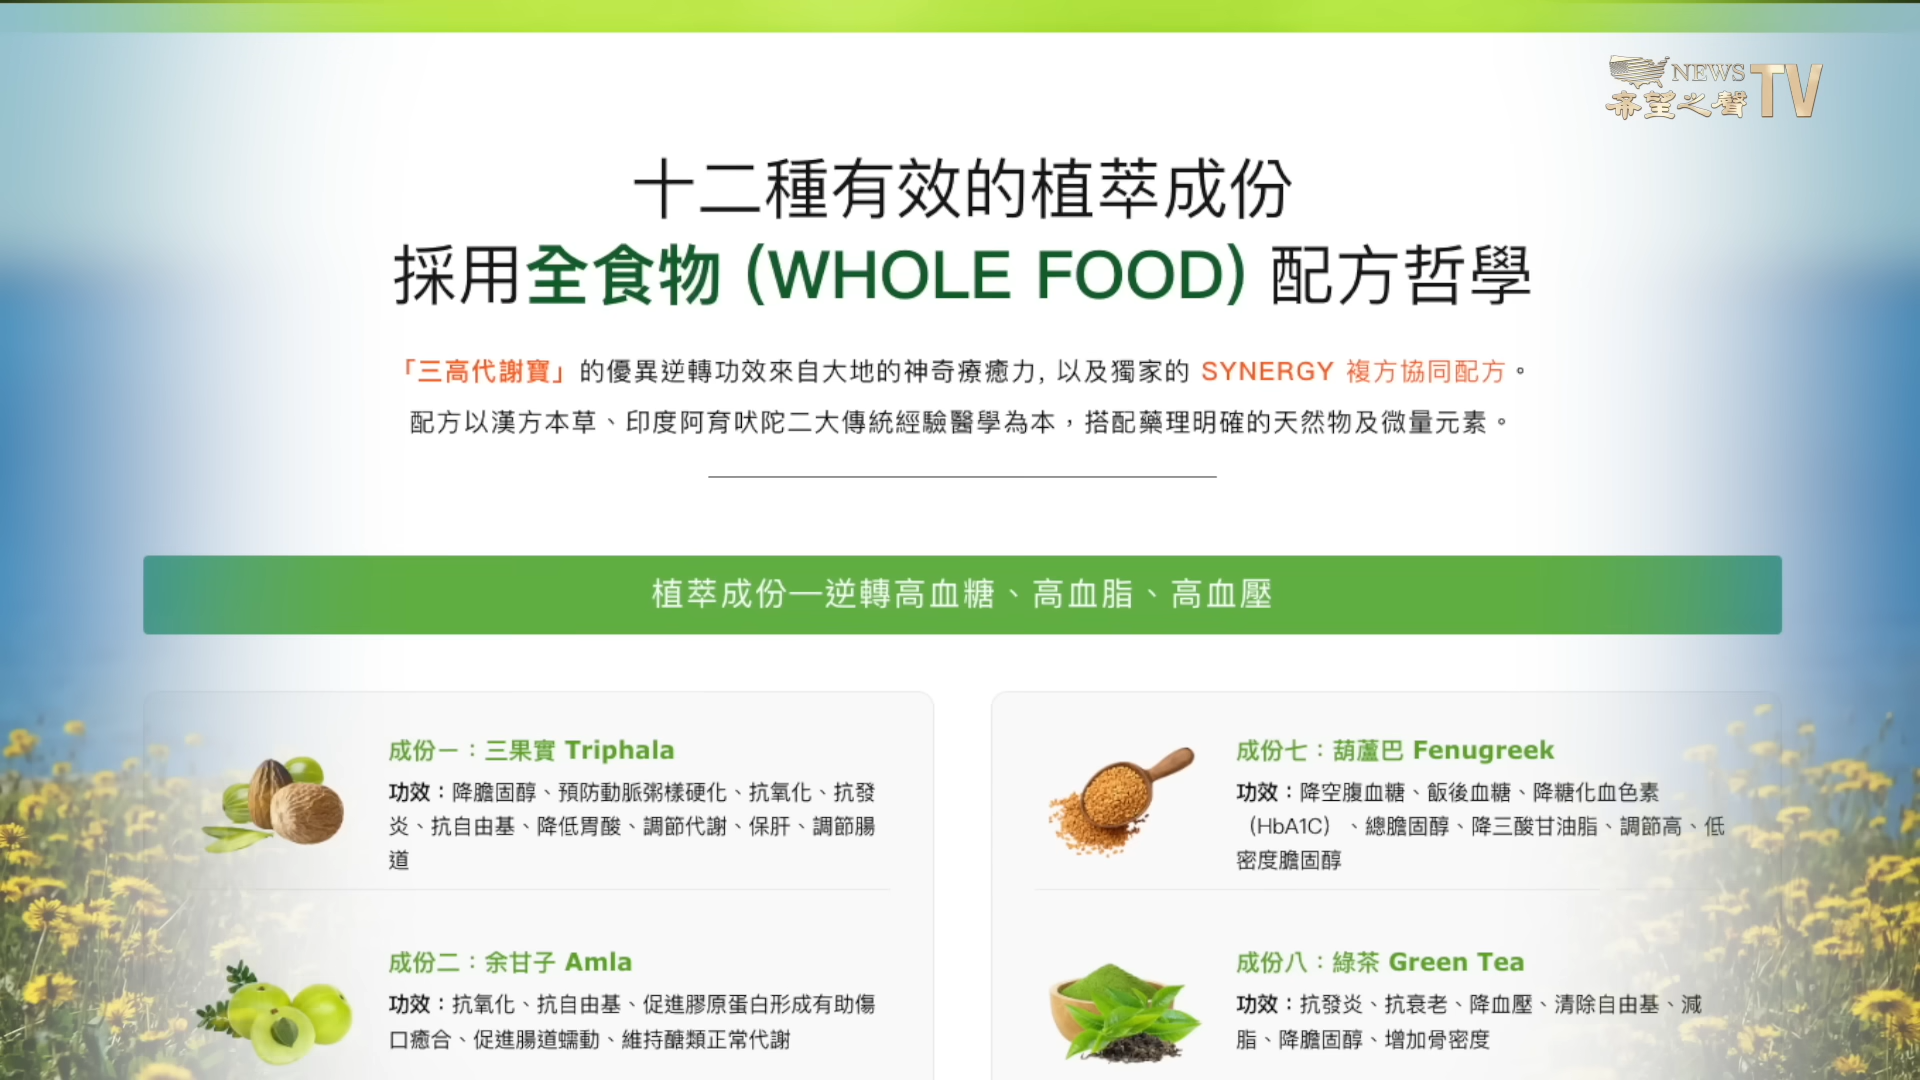 NEWS
希望之聲 TV
十二種有效的植萃成份
採用全食物 (WHOLE FOOD) 配方哲學
「三高代謝寶」的優異逆轉功效來自大地的神奇療癒力, 以及獨家的 SYNERGY 複方協同配方。
配方以漢方本草、印度阿育吠陀二大傳統經驗醫學為本，搭配藥理明確的天然物及微量元素。
植萃成份—逆轉高血糖、高血脂、高血壓
成份一：三果實 Triphala
功效：降膽固醇、預防動脈粥樣硬化、抗氧化、抗發
炎、抗自由基、降低胃酸、調節代謝、保肝、調節腸
道
成份二：余甘子 Amla
功效：抗氧化、抗自由基、促進膠原蛋白形成有助傷
口癒合、促進腸道蠕動、維持醣類正常代謝
成份七：葫蘆巴 Fenugreek
功效：降空腹血糖、飯後血糖、降糖化血色素
（HbA1C）、總膽固醇、降三酸甘油脂、調節高、低
密度膽固醇
成份八：綠茶 Green Tea
功效：抗發炎、抗衰老、降血壓、清除自由基、減
脂、降膽固醇、增加骨密度